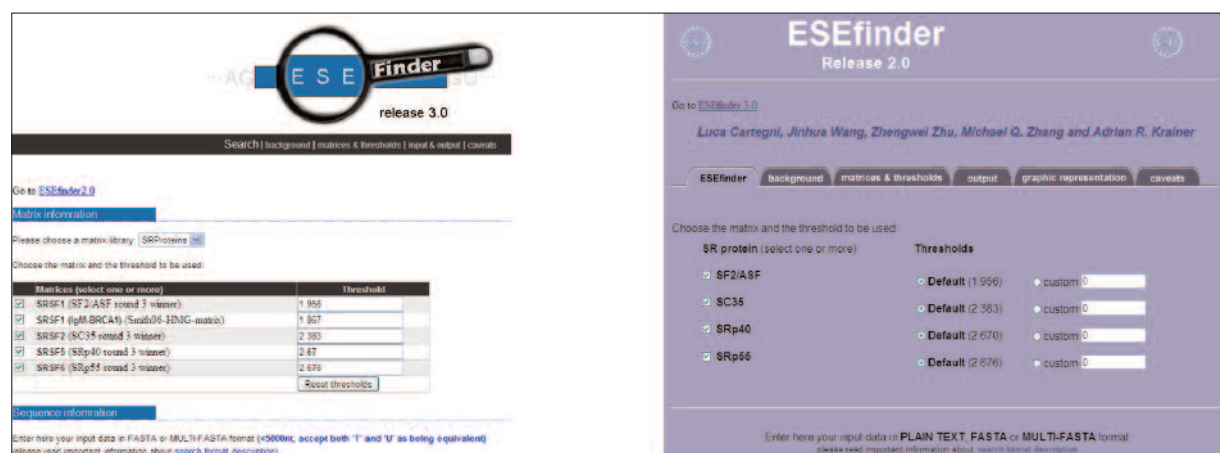 AG E S E Finder GU
release 3.0
Search | background | matrices & thresholds | input & output | caveats
Go to ESEfinder2.0
Matrix infomration
Please choose a matrix library: SRProteins
Choose the matrix and the threshold to be used:
Matrices (select one or more) Threshold
SRSF1 (SF2/ASF round 3 winner) 1.956
SRSF1 (IgM-BRCA1) (Smith06-HMG-matrix) 1.867
SRSF2 (SC35 round 3 winner) 2.383
SRSF5 (SRp40 round 3 winner) 2.67
SRSF6 (SRp55 round 3 winner) 2.676
Reset thresholds
Sequence infomration
Enter here your input data in FASTA or MULTI-FASTA format (<5000nt, accept both 'T' and 'U' as being equivalent)
(please read important information about search format description)
ESEfinder
Release 2.0
Go to ESEfinder 3.0
Luca Cartegni, Jinhua Wang, Zhengwei Zhu, Michael Q. Zhang and Adrian R. Krainer
ESEfinder background matrices & thresholds output graphic representation caveats
Choose the matrix and the threshold to be used:
SR protein (select one or more) Thresholds
SF2/ASF Default (1.956) custom 0
SC35 Default (2.383) custom 0
SRp40 Default (2.670) custom 0
SRp55 Default (2.676) custom 0
Enter here your input data in PLAIN TEXT, FASTA or MULTI-FASTA format
please read important information about search format description